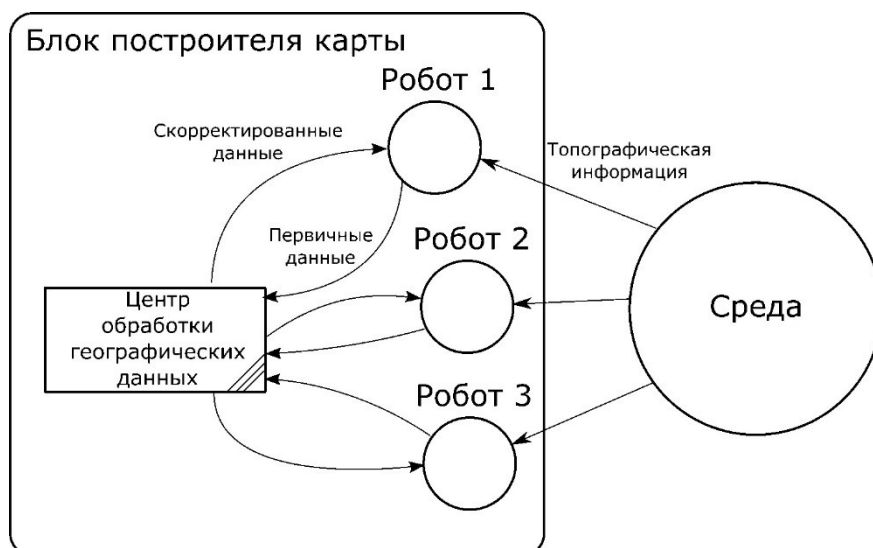 Блок построителя карты
Робот 1
Скорректированные
данные
Топографическая
информация
Первичные
данные
Робот 2
Центр
обработки
географических
данных
Среда
Робот 3